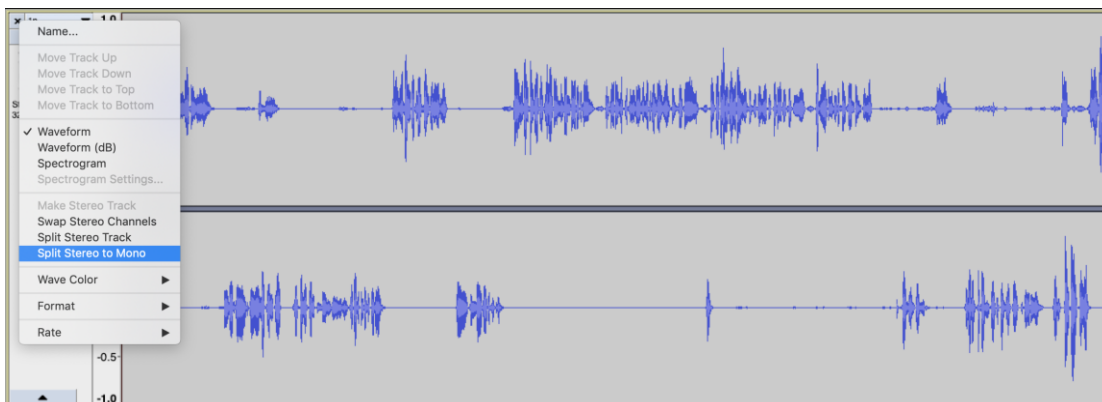 1.0
Name...
Move Track Up
Move Track Down
Move Track to Top
Move Track to Bottom
✓ Waveform
Waveform (dB)
Spectrogram
Spectrogram Settings...
Make Stereo Track
Swap Stereo Channels
Split Stereo Track
Split Stereo to Mono
Wave Color
Format
Rate
-0.5-
-1.0